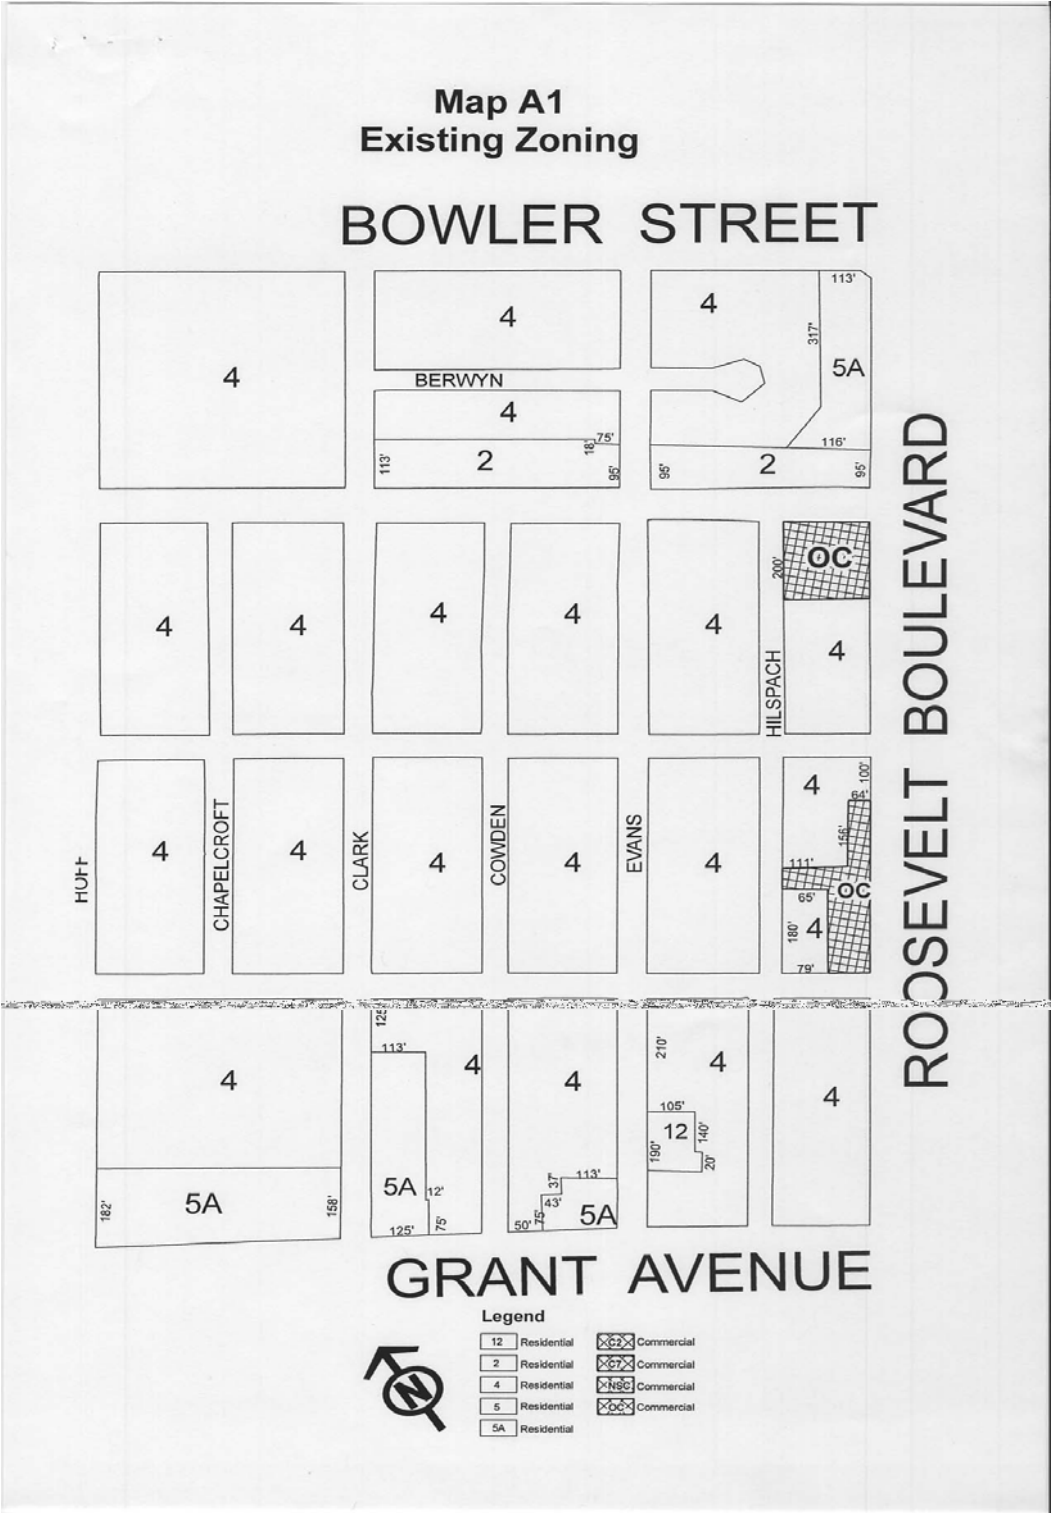 Map A1
Existing Zoning
BOWLER STREET
4
4
4
113'
317'
5A
BERWYN
4
75'
18'
113'
2
95'
116'
95'
2
95'
4
4
4
4
4
200'
OC
4
HILSPACH
ROOSEVELT BOULEVARD
HUFF
4
CHAPELCROFT
4
CLARK
4
COWDEN
4
EVANS
4
4
100'
64'
156'
111'
OC
65'
180'
4
79'
4
182'
5A
158'
125'
113'
4
5A
12'
125'
75'
4
113'
37'
43'
75'
50'
5A
210'
4
105'
12
140'
190'
20'
4
GRANT AVENUE
Legend
12 Residential
2 Residential
4 Residential
5 Residential
5A Residential
C2 Commercial
C7 Commercial
NSC Commercial
OC Commercial
N